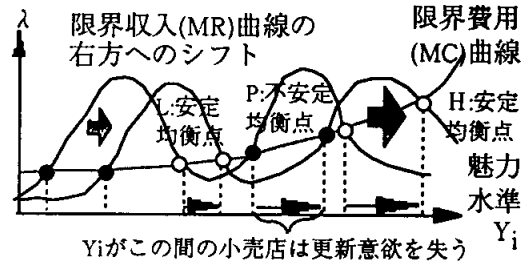 λ
限界収入(MR)曲線の
右方へのシフト
限界費用
(MC)曲線
L:安定
均衡点
P:不安定
均衡点
H:安定
均衡点
魅力
水準
Yi
Yiがこの間の小売店は更新意欲を失う